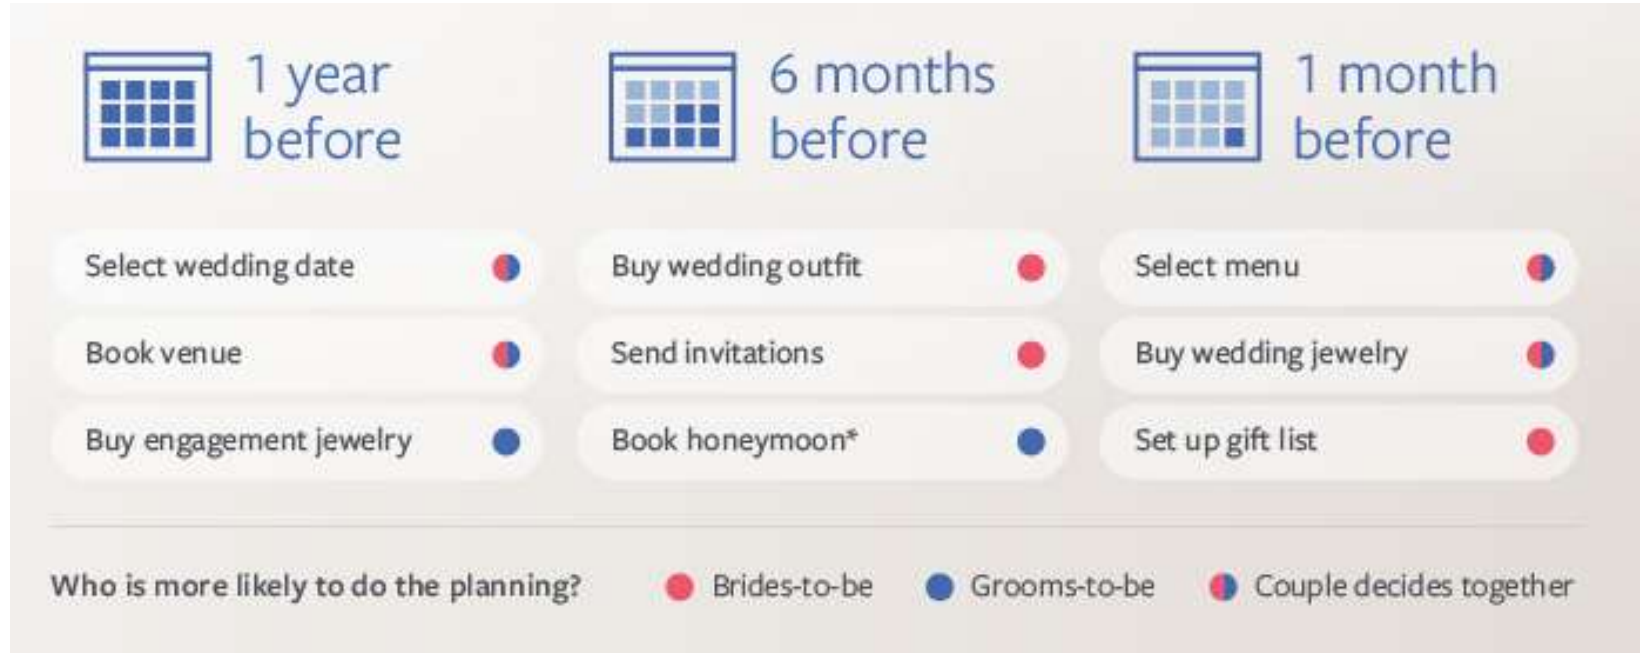 1 year
before
6 months
before
1 month
before
Select wedding date
Book venue
Buy engagement jewelry
Buy wedding outfit
Send invitations
Book honeymoon*
Select menu
Buy wedding jewelry
Set up gift list
Who is more likely to do the planning?
Brides-to-be
Grooms-to-be
Couple decides together